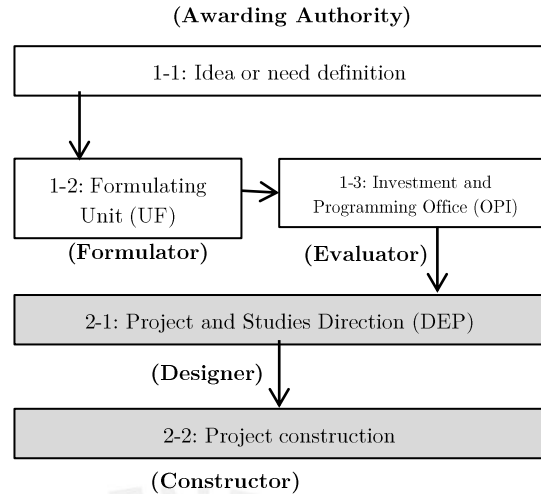 (Awarding Authority)
1-1: Idea or need definition
1-2: Formulating
Unit (UF)
(Formulator)
1-3: Investment and
Programming Office (OPI)
(Evaluator)
2-1: Project and Studies Direction (DEP)
(Designer)
2-2: Project construction
(Constructor)